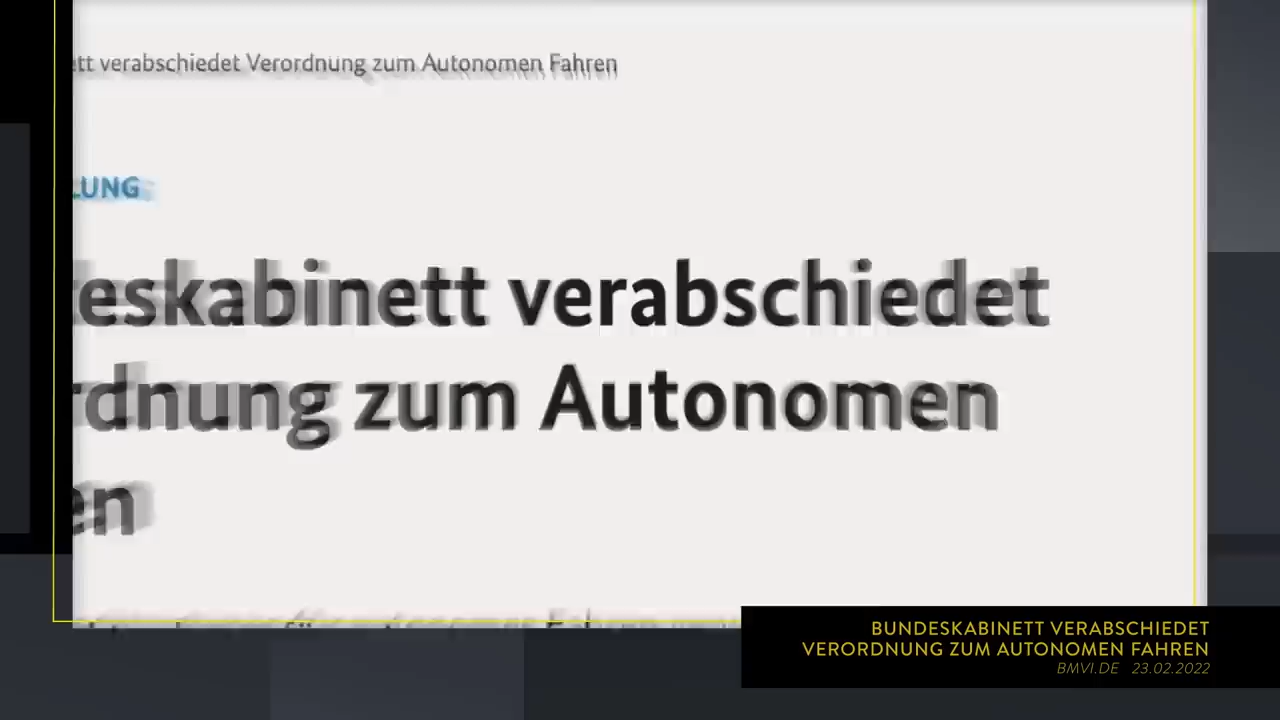 ett verabschiedet Verordnung zum Autonomen Fahren
LUNG
eskabinett verabschiedet
rdnung zum Autonomen
en
BUNDESKABINETT VERABSCHIEDET
VERORDNUNG ZUM AUTONOMEN FAHREN
BMVI.DE 23.02.2022